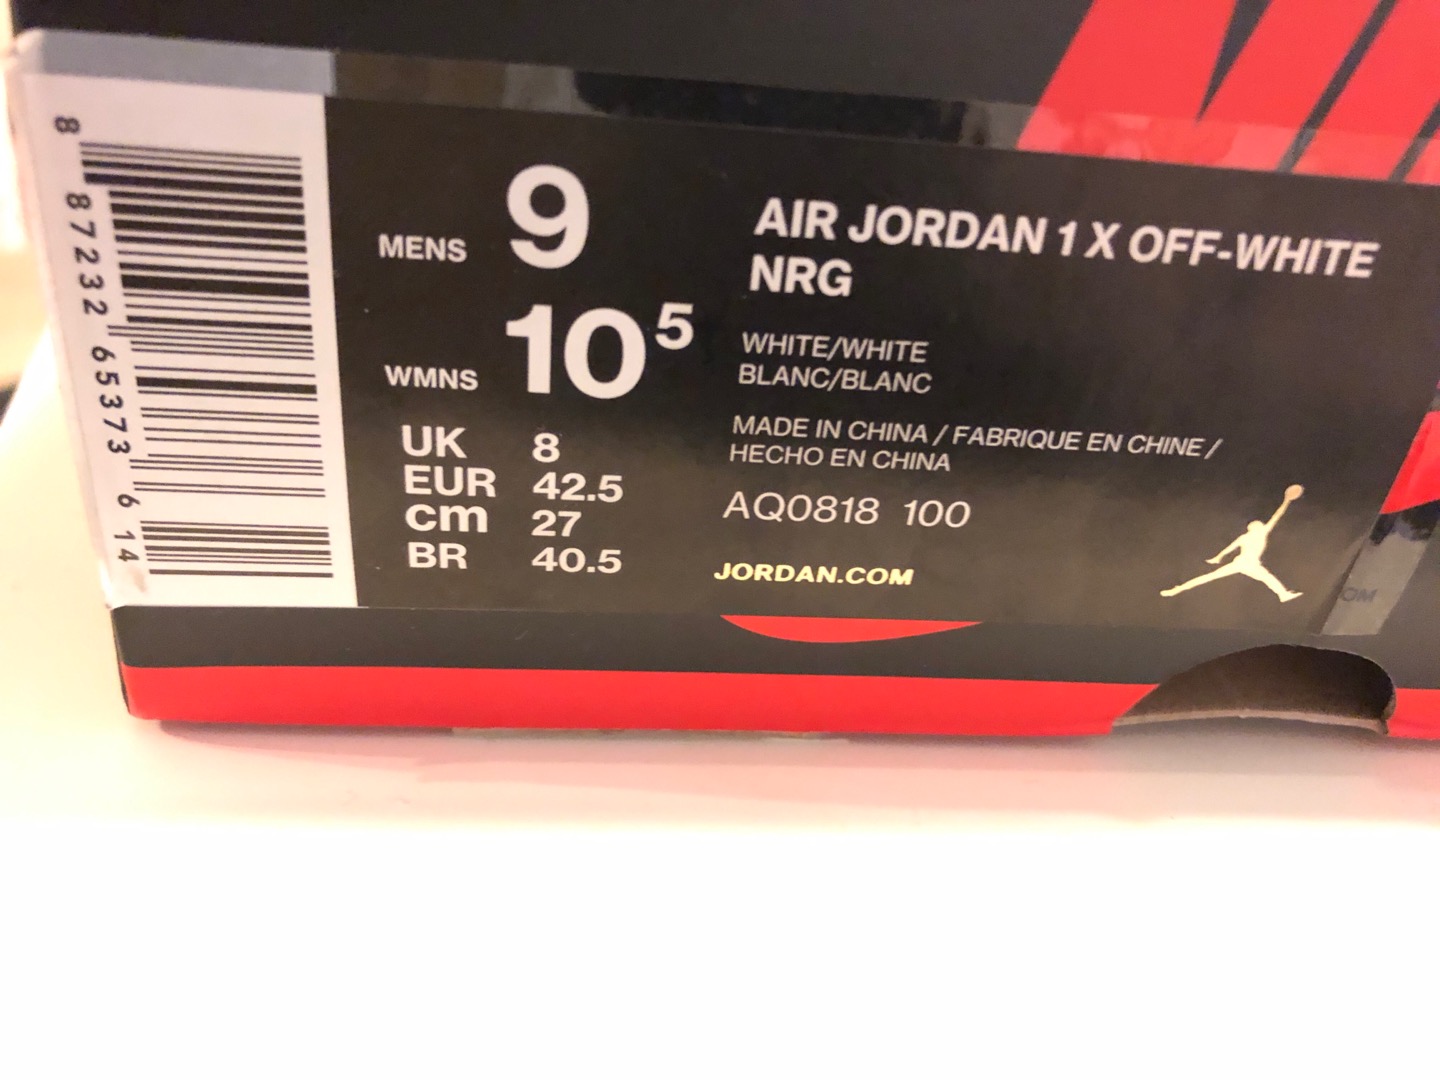 8 87232 65373 6 14
MENS 9
WMNS 10 5
UK 8
EUR 42.5
cm 27
BR 40.5
AIR JORDAN 1 X OFF-WHITE
NRG
WHITE/WHITE
BLANC/BLANC
MADE IN CHINA / FABRIQUE EN CHINE /
HECHO EN CHINA
AQ0818 100
JORDAN.COM
OM